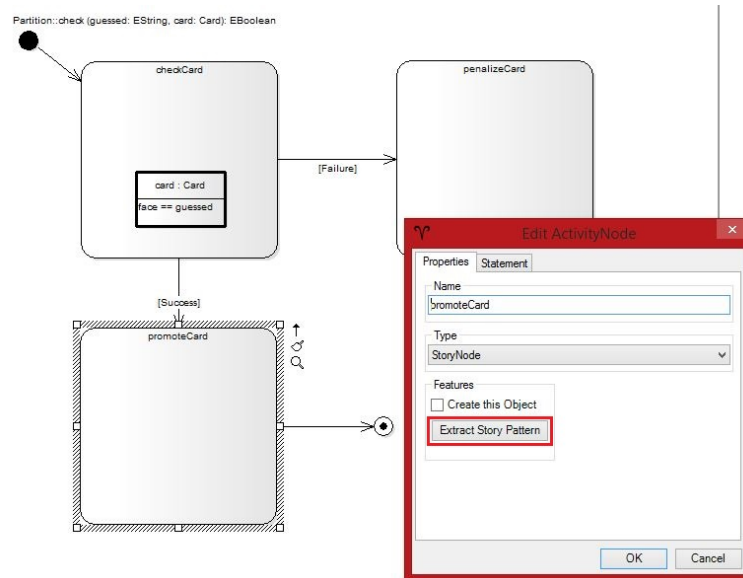 Partition::check (guessed: EString, card: Card): EBoolean
checkCard
penalizeCard
[Failure]
card : Card
face == guessed
Edit ActivityNode
Properties Statement
Name
promoteCard
Type
StoryNode
Features
Create this Object
Extract Story Pattern
OK Cancel
[Success]
promoteCard